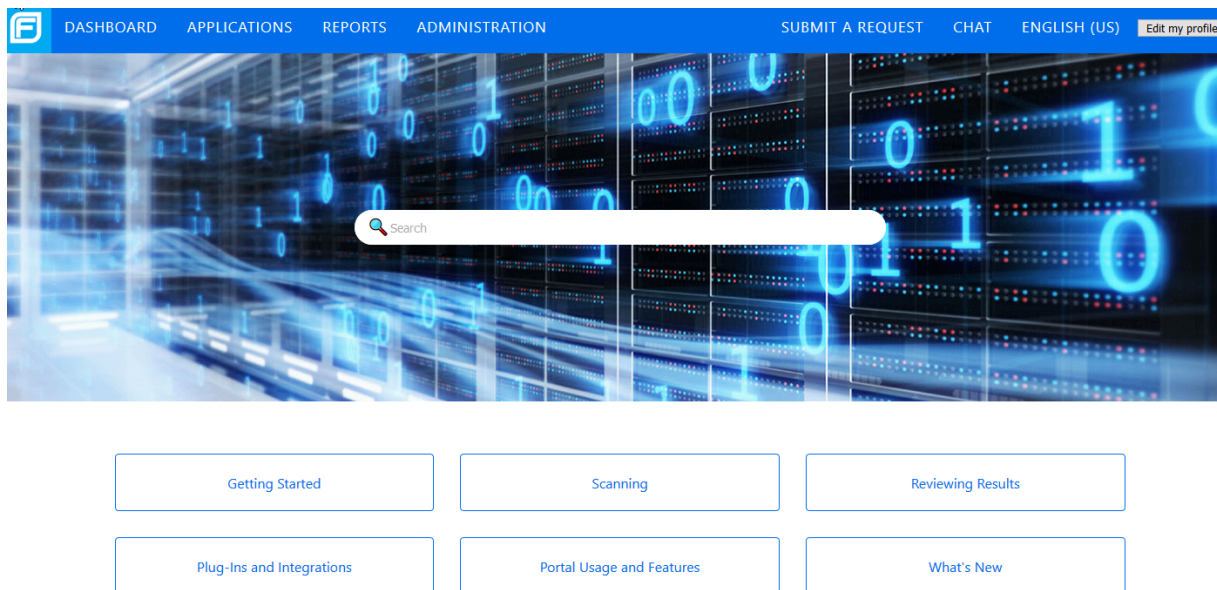 DASHBOARD APPLICATIONS REPORTS ADMINISTRATION SUBMIT A REQUEST CHAT ENGLISH (US) Edit my profile
Search
Getting Started Scanning Reviewing Results
Plug-Ins and Integrations Portal Usage and Features What's New